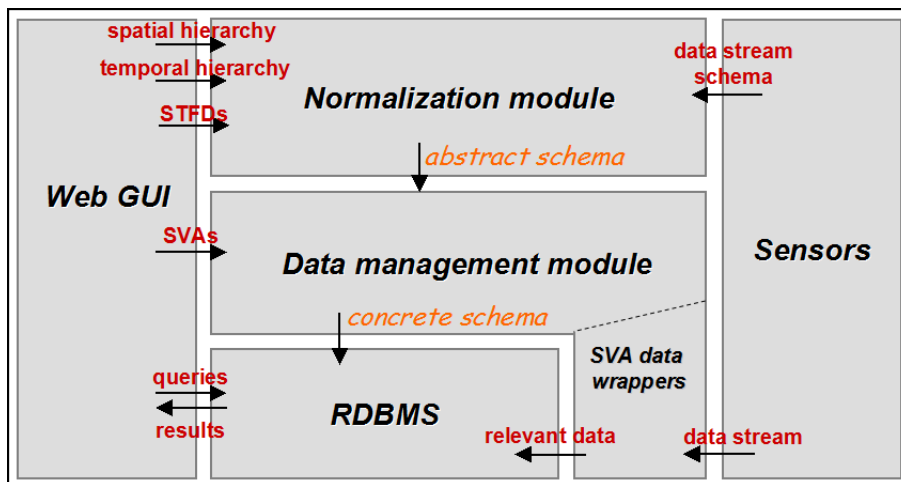 spatial hierarchy
temporal hierarchy
STFDs
Normalization module
data stream
schema
abstract schema
Web GUI
SVAs
Data management module
Sensors
concrete schema
SVA data
wrappers
queries
results
RDBMS
relevant data
data stream